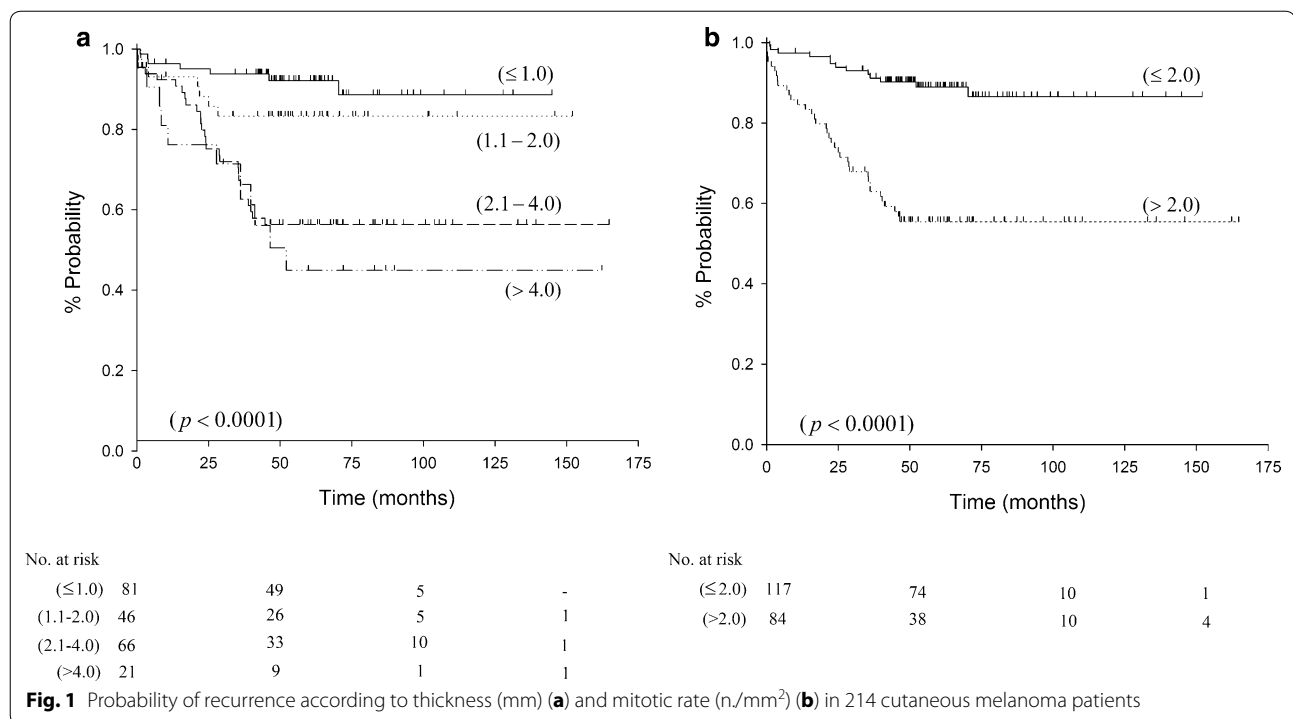 a
1.0
0.8
0.6
0.4
0.2
0.0
% Probability
(≤ 1.0)
(1.1 – 2.0)
(2.1 – 4.0)
(> 4.0)
(p < 0.0001)
0 25 50 75 100 125 150 175
Time (months)
b
1.0
0.8
0.6
0.4
0.2
0.0
% Probability
(≤ 2.0)
(> 2.0)
(p < 0.0001)
0 25 50 75 100 125 150 175
Time (months)
No. at risk
(≤1.0) 81 49 5 -
(1.1-2.0) 46 26 5 1
(2.1-4.0) 66 33 10 1
(>4.0) 21 9 1 1
No. at risk
(≤2.0) 117 74 10 1
(>2.0) 84 38 10 4
Fig. 1 Probability of recurrence according to thickness (mm) (a) and mitotic rate (n./mm²) (b) in 214 cutaneous melanoma patients